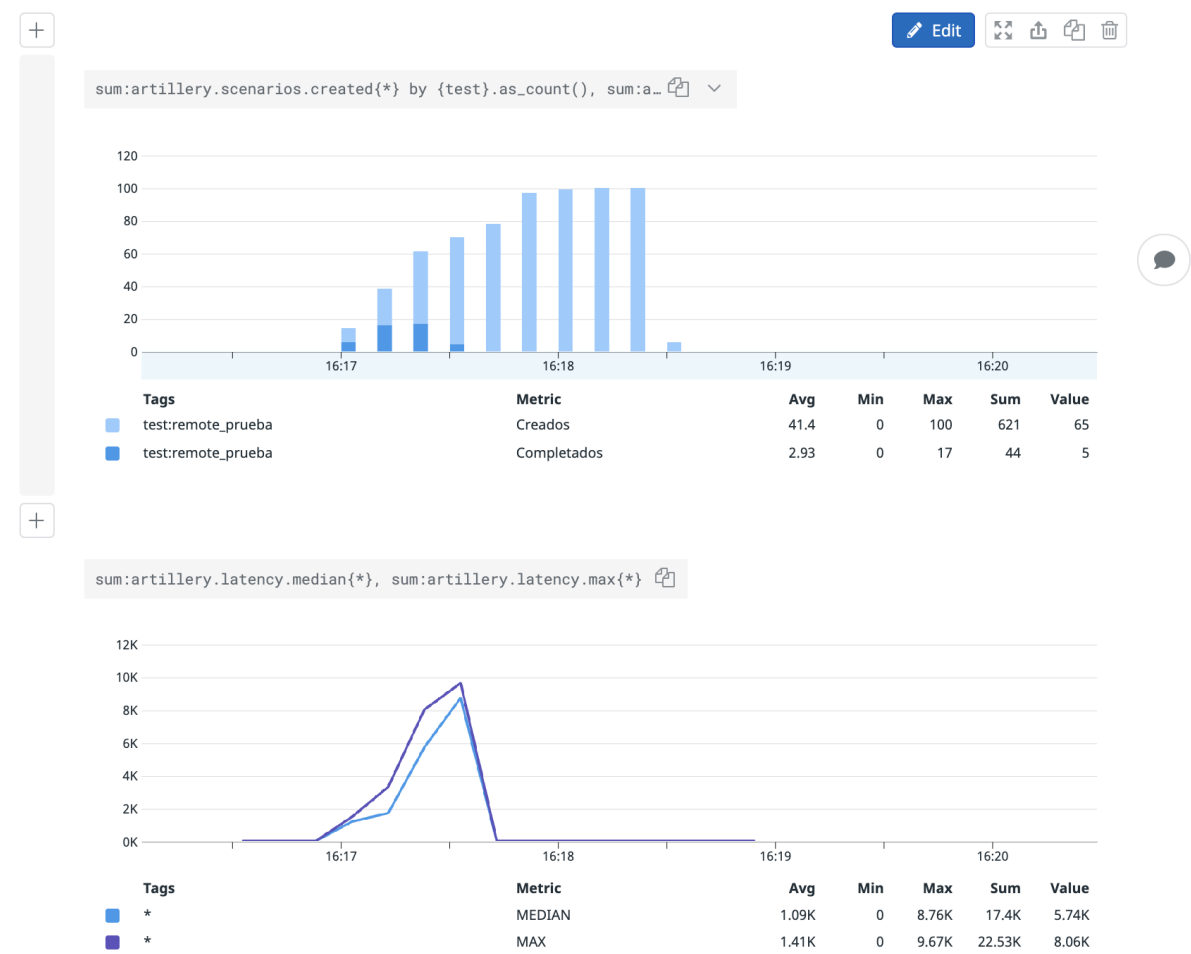 Edit
sum:artillery.scenarios.created{*} by {test}.as_count(), sum:a…
120
100
80
60
40
20
0
16:17 16:18 16:19 16:20
Tags Metric Avg Min Max Sum Value
test:remote_prueba Creados 41.4 0 100 621 65
test:remote_prueba Completados 2.93 0 17 44 5
sum:artillery.latency.median{*}, sum:artillery.latency.max{*}
12K
10K
8K
6K
4K
2K
0K
16:17 16:18 16:19 16:20
Tags Metric Avg Min Max Sum Value
* MEDIAN 1.09K 0 8.76K 17.4K 5.74K
* MAX 1.41K 0 9.67K 22.53K 8.06K